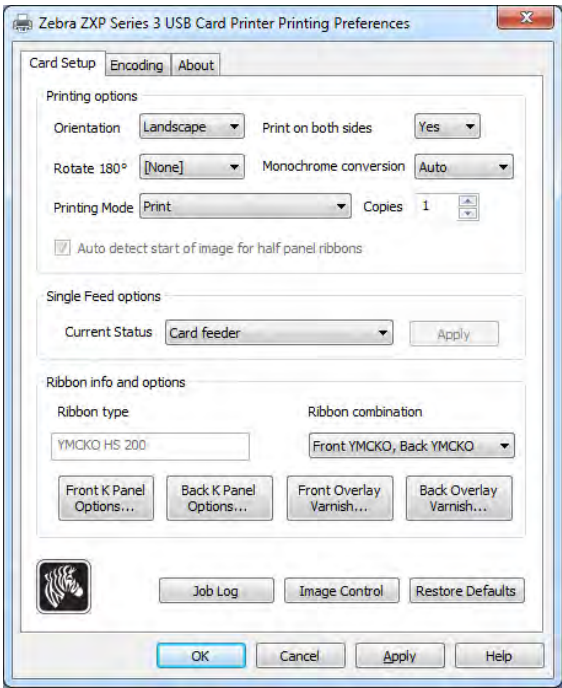 Zebra ZXP Series 3 USB Card Printer Printing Preferences
Card Setup Encoding About
Printing options
Orientation Landscape Print on both sides Yes
Rotate 180° [None] Monochrome conversion Auto
Printing Mode Print Copies 1
Auto detect start of image for half panel ribbons
Single Feed options
Current Status Card feeder Apply
Ribbon info and options
Ribbon type Ribbon combination
YMCKO HS 200 Front YMCKO, Back YMCKO
Front K Panel Options... Back K Panel Options... Front Overlay Varnish... Back Overlay Varnish...
Job Log Image Control Restore Defaults
OK Cancel Apply Help